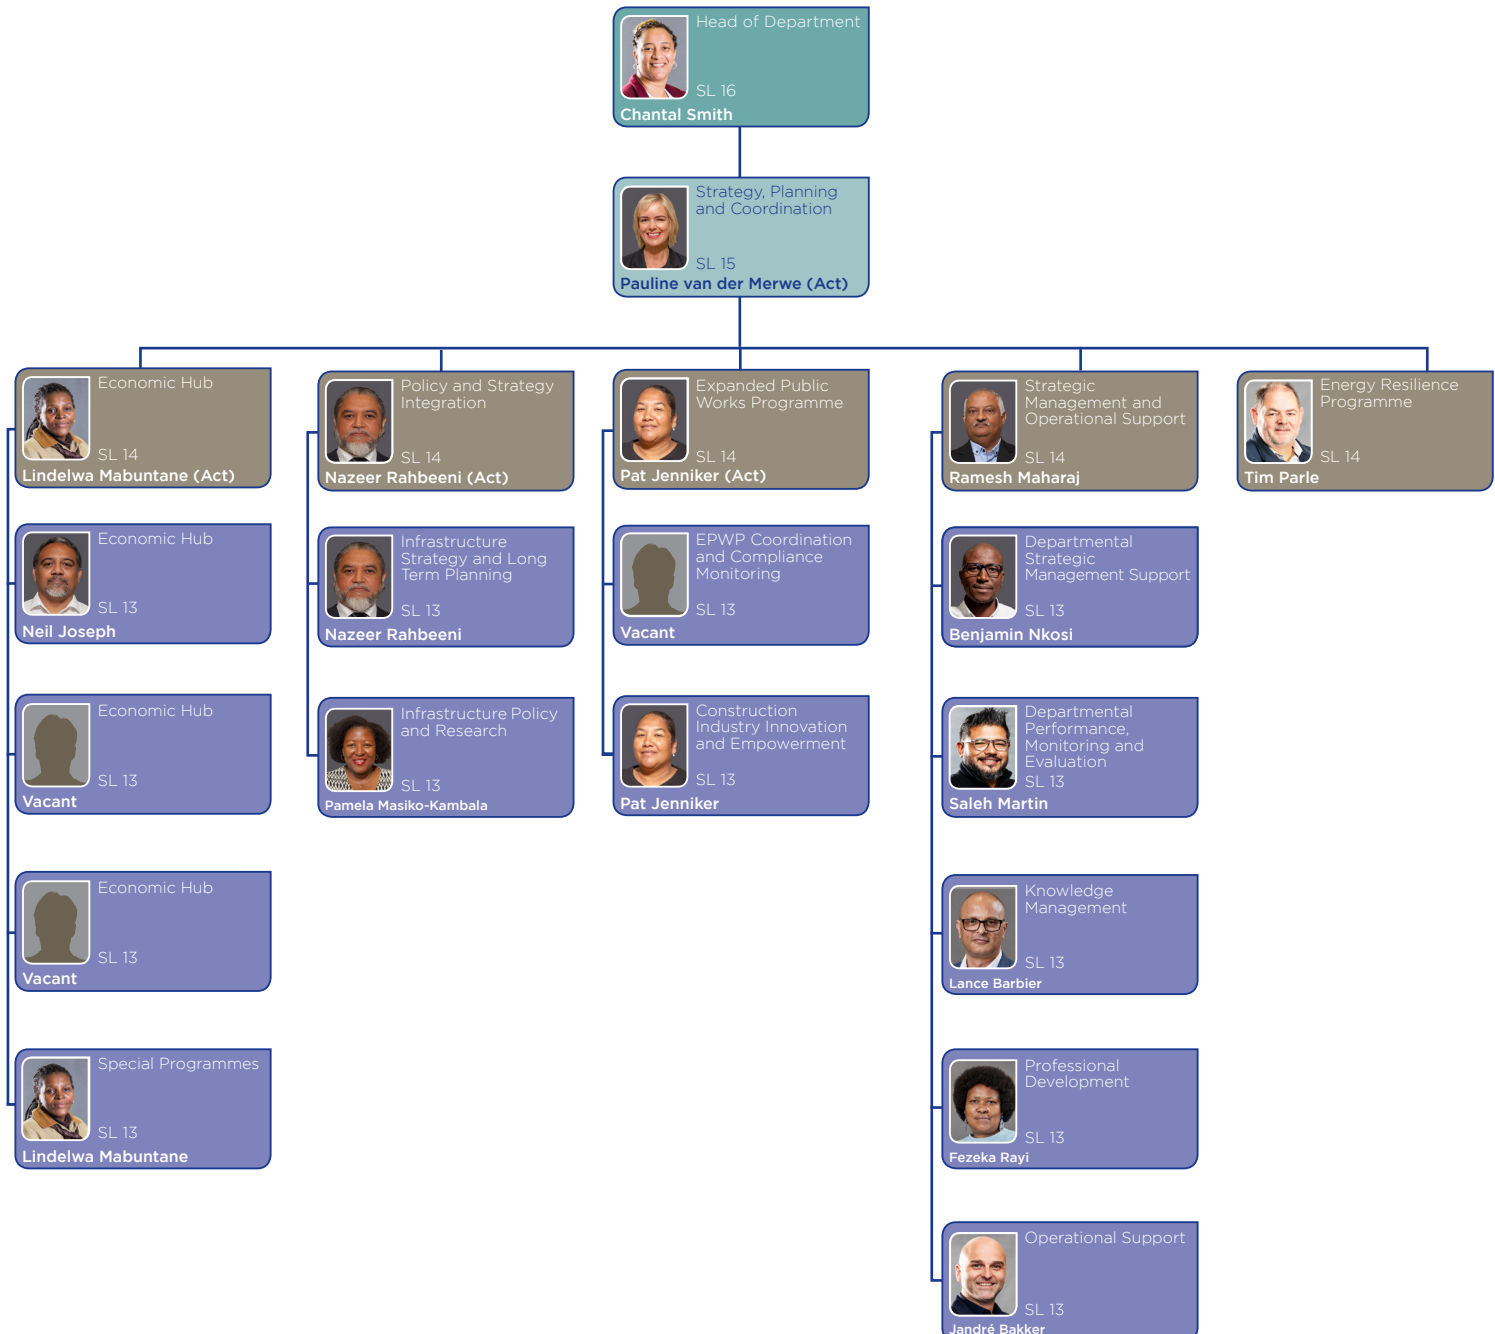 Head of Department
SL 16
Chantal Smith
Strategy, Planning
and Coordination
SL 15
Pauline van der Merwe (Act)
Economic Hub
SL 14
Lindelwa Mabuntane (Act)
Economic Hub
SL 13
Neil Joseph
Economic Hub
SL 13
Vacant
Economic Hub
SL 13
Vacant
Special Programmes
SL 13
Lindelwa Mabuntane
Policy and Strategy
Integration
SL 14
Nazeer Rahbeeni (Act)
Infrastructure
Strategy and Long
Term Planning
SL 13
Nazeer Rahbeeni
Infrastructure Policy
and Research
SL 13
Pamela Masiko-Kambala
Expanded Public
Works Programme
SL 14
Pat Jenniker (Act)
EPWP Coordination
and Compliance
Monitoring
SL 13
Vacant
Construction
Industry Innovation
and Empowerment
SL 13
Pat Jenniker
Strategic
Management and
Operational Support
SL 14
Ramesh Maharaj
Departmental
Strategic
Management Support
SL 13
Benjamin Nkosi
Departmental
Performance,
Monitoring and
Evaluation
SL 13
Saleh Martin
Knowledge
Management
SL 13
Lance Barbier
Professional
Development
SL 13
Fezeka Rayi
Operational Support
SL 13
Jandré Bakker
Energy Resilience
Programme
SL 14
Tim Parle